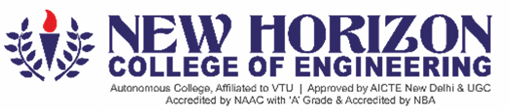 NEW HORIZON
COLLEGE OF ENGINEERING
Autonomous College, Affiliated to VTU | Approved by AICTE New Delhi & UGC
Accredited by NAAC with 'A' Grade & Accredited by NBA